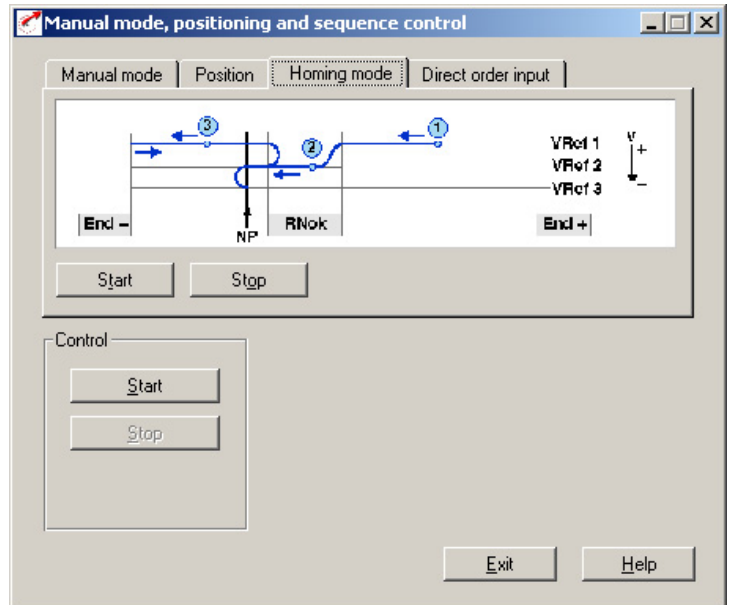 Manual mode, positioning and sequence control
Manual mode Position Homing mode Direct order input
3 2 1
VRef 1 v +
VRef 2
VRef 3 −
End − NP RNok End +
Start Stop
Control
Start
Stop
Exit Help